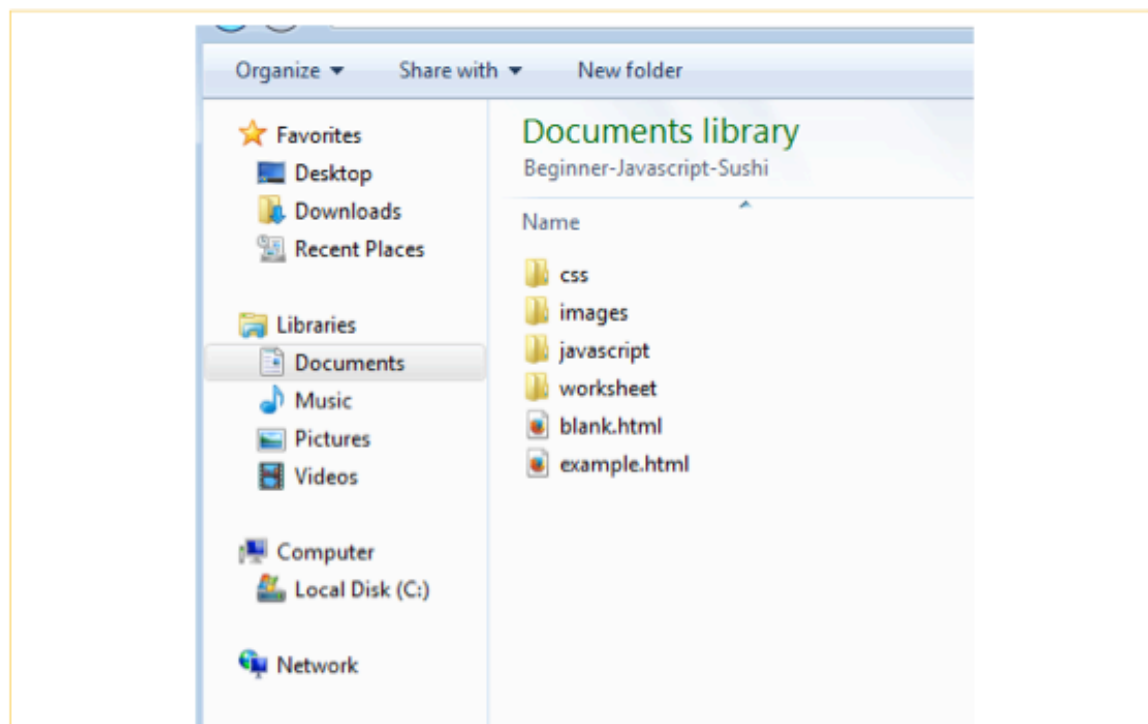 Organize Share with New folder
Favorites
Desktop
Downloads
Recent Places
Libraries
Documents
Music
Pictures
Videos
Computer
Local Disk (C:)
Network
Documents library
Beginner-Javascript-Sushi
Name
css
images
javascript
worksheet
blank.html
example.html